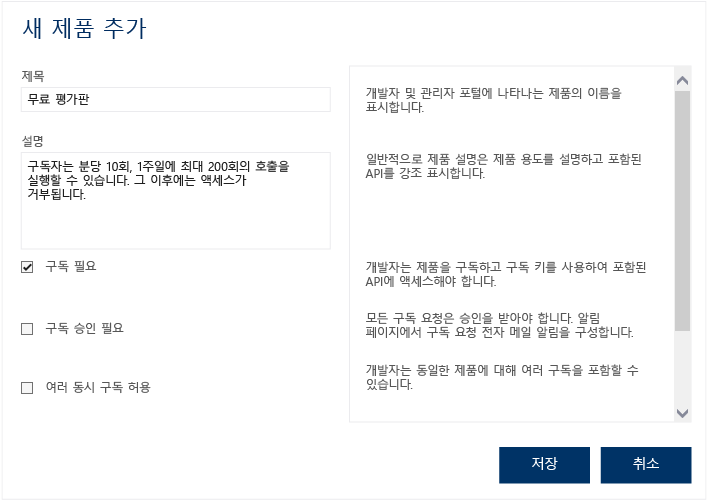 새 제품 추가
제목
무료 평가판
설명
구독자는 분당 10회, 1주일에 최대 200회의 호출을
실행할 수 있습니다. 그 이후에는 액세스가
거부됩니다.
구독 필요
구독 승인 필요
여러 동시 구독 허용
개발자 및 관리자 포털에 나타나는 제품의 이름을
표시합니다.
일반적으로 제품 설명은 제품 용도를 설명하고 포함된
API를 강조 표시합니다.
개발자는 제품을 구독하고 구독 키를 사용하여 포함된
API에 액세스해야 합니다.
모든 구독 요청은 승인을 받아야 합니다. 알림
페이지에서 구독 요청 전자 메일 알림을 구성합니다.
개발자는 동일한 제품에 대해 여러 구독을 포함할 수
있습니다.
저장
취소